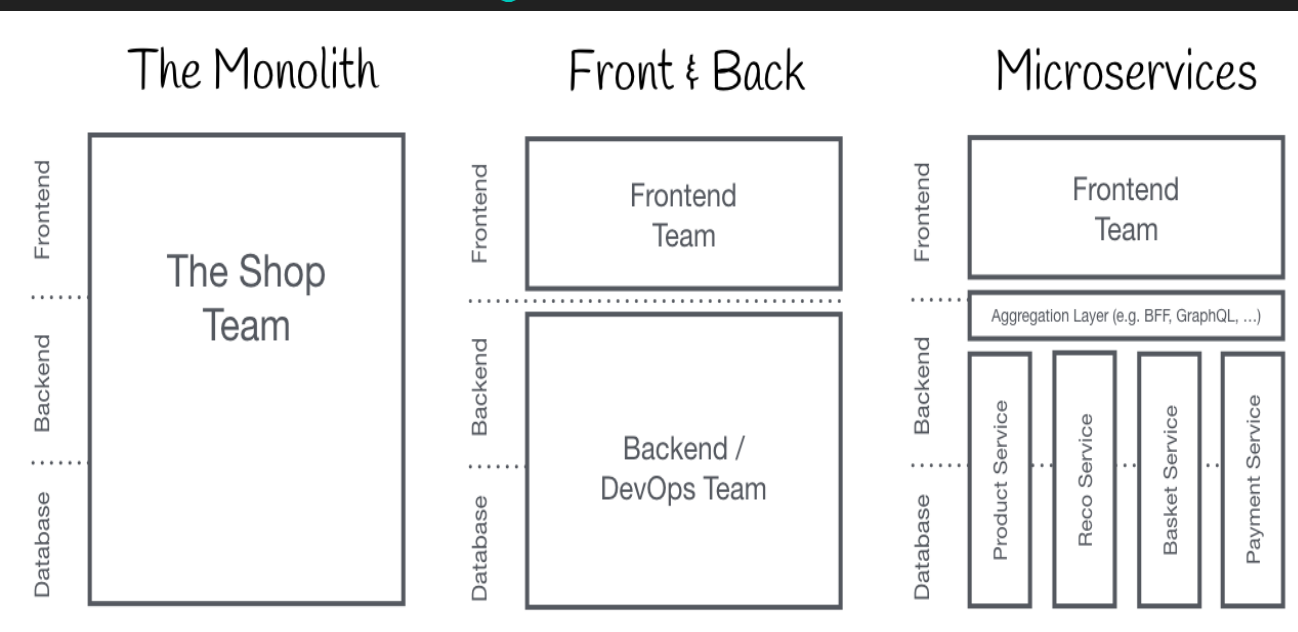 The Monolith
Frontend
Backend
Database
The Shop
Team
Front & Back
Frontend
Backend
Database
Frontend
Team
Backend /
DevOps Team
Microservices
Frontend
Backend
Database
Frontend
Team
Aggregation Layer (e.g. BFF, GraphQL, ...)
Product Service
Reco Service
Basket Service
Payment Service